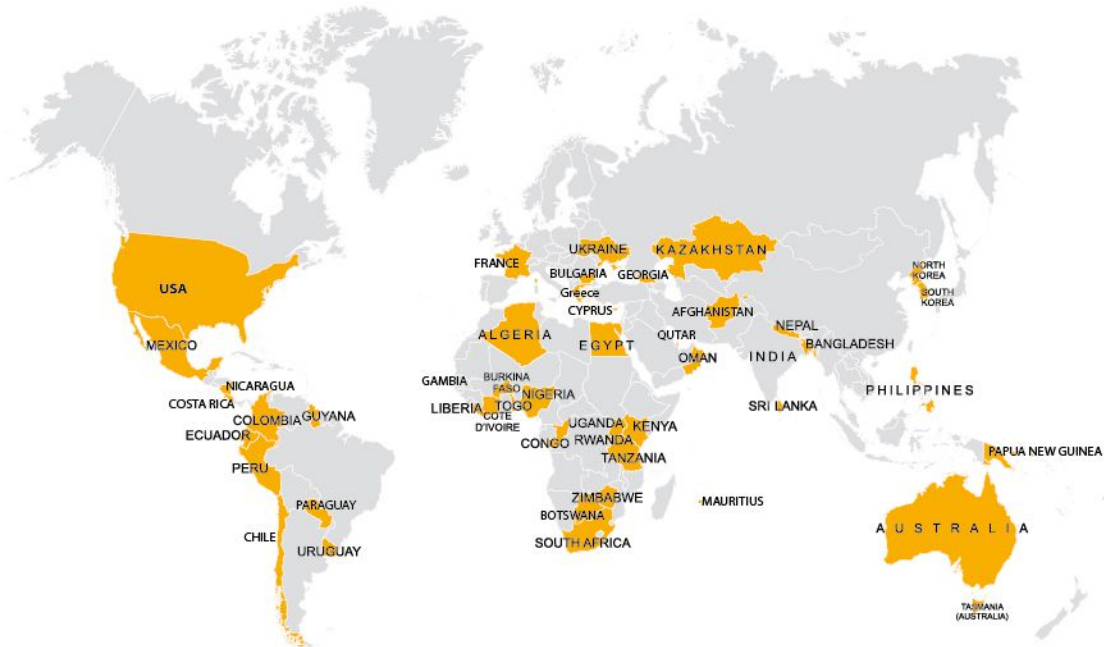 UKRAINE
KAZAKHSTAN
FRANCE
BULGARIA
GEORGIA
NORTH
KOREA
SOUTH
KOREA
USA
Greece
CYPRUS
AFGHANISTAN
MEXICO
ALGERIA
EGYPT
QUTAR
NEPAL
BANGLADESH
OMAN
INDIA
NICARAGUA
GAMBIA
BURKINA
FASO
NIGERIA
PHILIPPINES
COSTA RICA
LIBERIA
TOGO
SRI LANKA
COLOMBIA
GUYANA
COTE
D'IVOIRE
UGANDA
KENYA
ECUADOR
CONGO
RWANDA
PERU
TANZANIA
PAPUA NEW GUINEA
PARAGUAY
ZIMBABWE
MAURITIUS
BOTSWANA
AUSTRALIA
CHILE
URUGUAY
SOUTH AFRICA
TASMANIA
(AUSTRALIA)